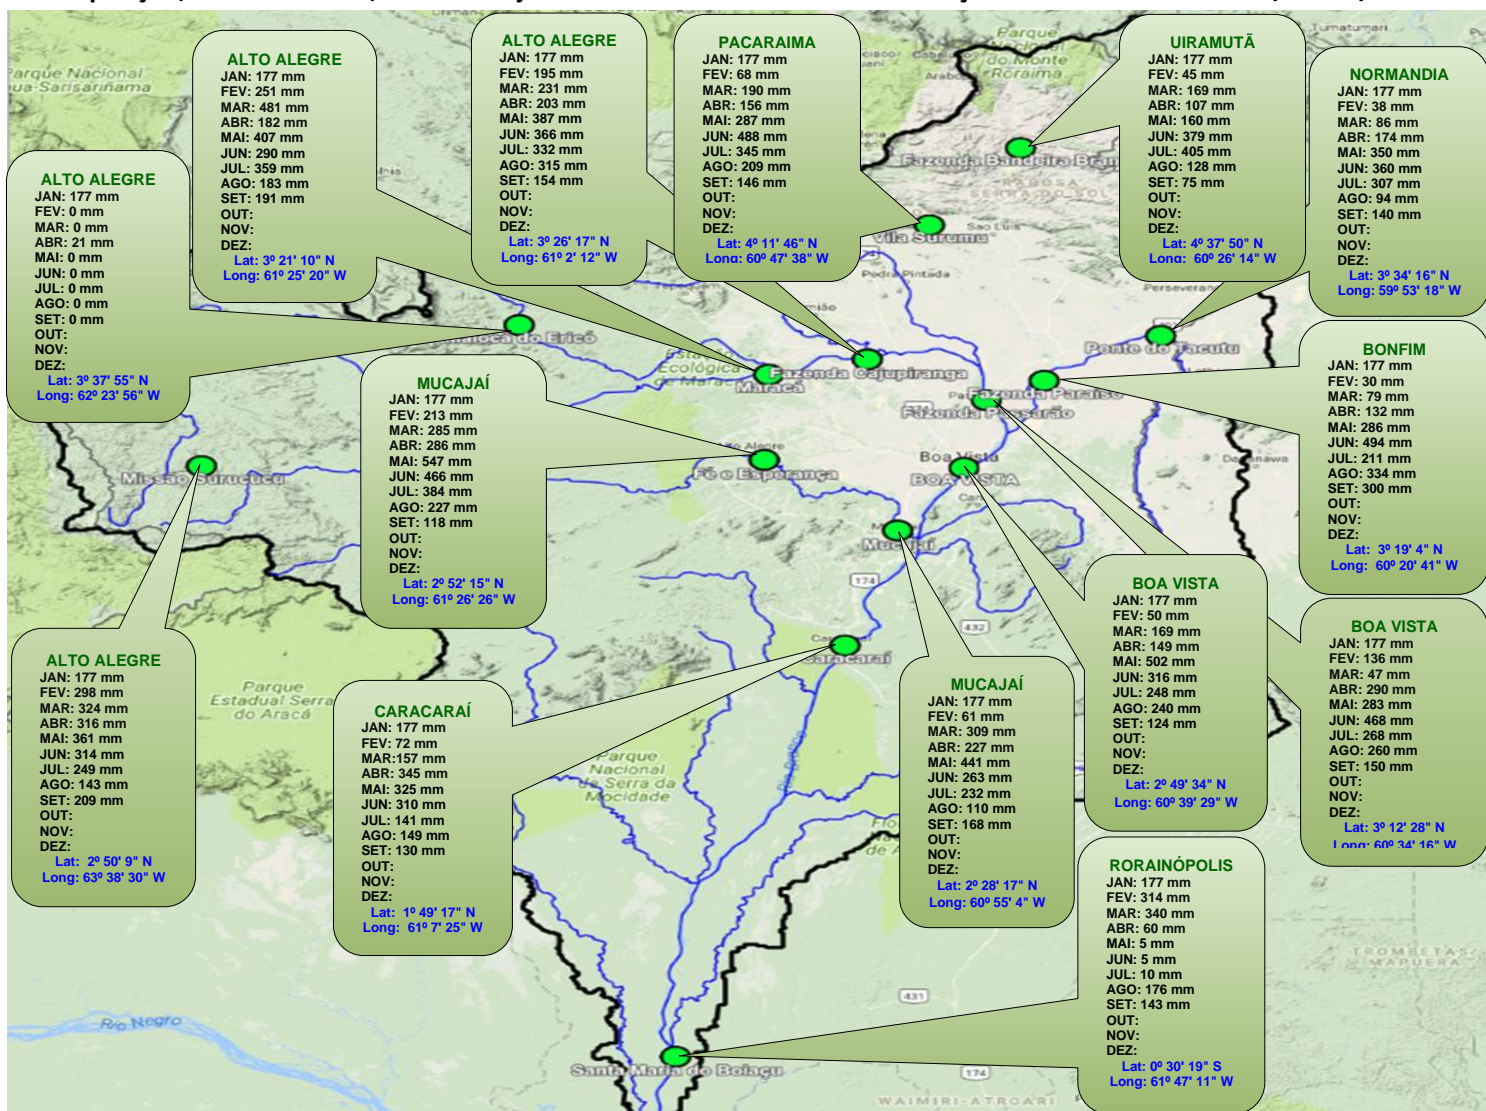 ALTO ALEGRE
JAN: 177 mm
FEV: 0 mm
MAR: 0 mm
ABR: 21 mm
MAI: 0 mm
JUN: 0 mm
JUL: 0 mm
AGO: 0 mm
SET: 0 mm
OUT:
NOV:
DEZ:
Lat: 3º 37' 55" N
Long: 62º 23' 56" W
ALTO ALEGRE
JAN: 177 mm
FEV: 251 mm
MAR: 481 mm
ABR: 182 mm
MAI: 407 mm
JUN: 290 mm
JUL: 359 mm
AGO: 183 mm
SET: 191 mm
OUT:
NOV:
DEZ:
Lat: 3º 21' 10" N
Long: 61º 25' 20" W
ALTO ALEGRE
JAN: 177 mm
FEV: 195 mm
MAR: 231 mm
ABR: 203 mm
MAI: 387 mm
JUN: 366 mm
JUL: 332 mm
AGO: 315 mm
SET: 154 mm
OUT:
NOV:
DEZ:
Lat: 3º 26' 17" N
Long: 61º 2' 12" W
PACARAIMA
JAN: 177 mm
FEV: 68 mm
MAR: 190 mm
ABR: 156 mm
MAI: 287 mm
JUN: 488 mm
JUL: 345 mm
AGO: 209 mm
SET: 146 mm
OUT:
NOV:
DEZ:
Lat: 4º 11' 46" N
Long: 60º 47' 38" W
UIRAMUTÃ
JAN: 177 mm
FEV: 45 mm
MAR: 169 mm
ABR: 107 mm
MAI: 160 mm
JUN: 379 mm
JUL: 405 mm
AGO: 128 mm
SET: 75 mm
OUT:
NOV:
DEZ:
Lat: 4º 37' 50" N
Long: 60º 26' 14" W
NORMANDIA
JAN: 177 mm
FEV: 38 mm
MAR: 86 mm
ABR: 174 mm
MAI: 350 mm
JUN: 360 mm
JUL: 307 mm
AGO: 94 mm
SET: 140 mm
OUT:
NOV:
DEZ:
Lat: 3º 34' 16" N
Long: 59º 53' 18" W
MUCAJAÍ
JAN: 177 mm
FEV: 213 mm
MAR: 285 mm
ABR: 286 mm
MAI: 547 mm
JUN: 466 mm
JUL: 384 mm
AGO: 227 mm
SET: 118 mm
OUT:
NOV:
DEZ:
Lat: 2º 52' 15" N
Long: 61º 26' 26" W
BONFIM
JAN: 177 mm
FEV: 30 mm
MAR: 79 mm
ABR: 132 mm
MAI: 286 mm
JUN: 494 mm
JUL: 211 mm
AGO: 334 mm
SET: 300 mm
OUT:
NOV:
DEZ:
Lat: 3º 19' 4" N
Long: 60º 20' 41" W
ALTO ALEGRE
JAN: 177 mm
FEV: 298 mm
MAR: 324 mm
ABR: 316 mm
MAI: 361 mm
JUN: 314 mm
JUL: 249 mm
AGO: 143 mm
SET: 209 mm
OUT:
NOV:
DEZ:
Lat: 2º 50' 9" N
Long: 63º 38' 30" W
CARACARAÍ
JAN: 177 mm
FEV: 72 mm
MAR:157 mm
ABR: 345 mm
MAI: 325 mm
JUN: 310 mm
JUL: 141 mm
AGO: 149 mm
SET: 130 mm
OUT:
NOV:
DEZ:
Lat: 1º 49' 17" N
Long: 61º 7' 25" W
MUCAJAÍ
JAN: 177 mm
FEV: 61 mm
MAR: 309 mm
ABR: 227 mm
MAI: 441 mm
JUN: 263 mm
JUL: 232 mm
AGO: 110 mm
SET: 168 mm
OUT:
NOV:
DEZ:
Lat: 2º 28' 17" N
Long: 60º 55' 4" W
BOA VISTA
JAN: 177 mm
FEV: 50 mm
MAR: 169 mm
ABR: 149 mm
MAI: 502 mm
JUN: 316 mm
JUL: 248 mm
AGO: 240 mm
SET: 124 mm
OUT:
NOV:
DEZ:
Lat: 2º 49' 34" N
Long: 60º 39' 29" W
BOA VISTA
JAN: 177 mm
FEV: 136 mm
MAR: 47 mm
ABR: 290 mm
MAI: 283 mm
JUN: 468 mm
JUL: 268 mm
AGO: 260 mm
SET: 150 mm
OUT:
NOV:
DEZ:
Lat: 3º 12' 28" N
Long: 60º 34' 16" W
RORAINÓPOLIS
JAN: 177 mm
FEV: 314 mm
MAR: 340 mm
ABR: 60 mm
MAI: 5 mm
JUN: 5 mm
JUL: 10 mm
AGO: 176 mm
SET: 143 mm
OUT:
NOV:
DEZ:
Lat: 0º 30' 19" S
Long: 61º 47' 11" W
Parque Nacional
Parque
do Monte
Roraima
Tumatumari
Vila Surumu
Sao Luis
RAPOSA
SERRA DO SOL
Pedra Pintada
Ponte do Tacutu
Fazenda Cajupiranga
Estação
Ecológica
de Maracá
Maracá
Fazenda Paraíso
Fazenda Passarão
Missão Surucucu
Fé e Esperança
Boa Vista
BOA VISTA
Mucajaí
174
432
Parque
Estadual Serra
do Aracá
Parque
Nacional
da Serra da
Mocidade
Rio Branco
Rio Negro
431
174
Santa Maria do Boiaçu
WAIMIRI-ATROARI
TROMBETAS/
MAPUERA